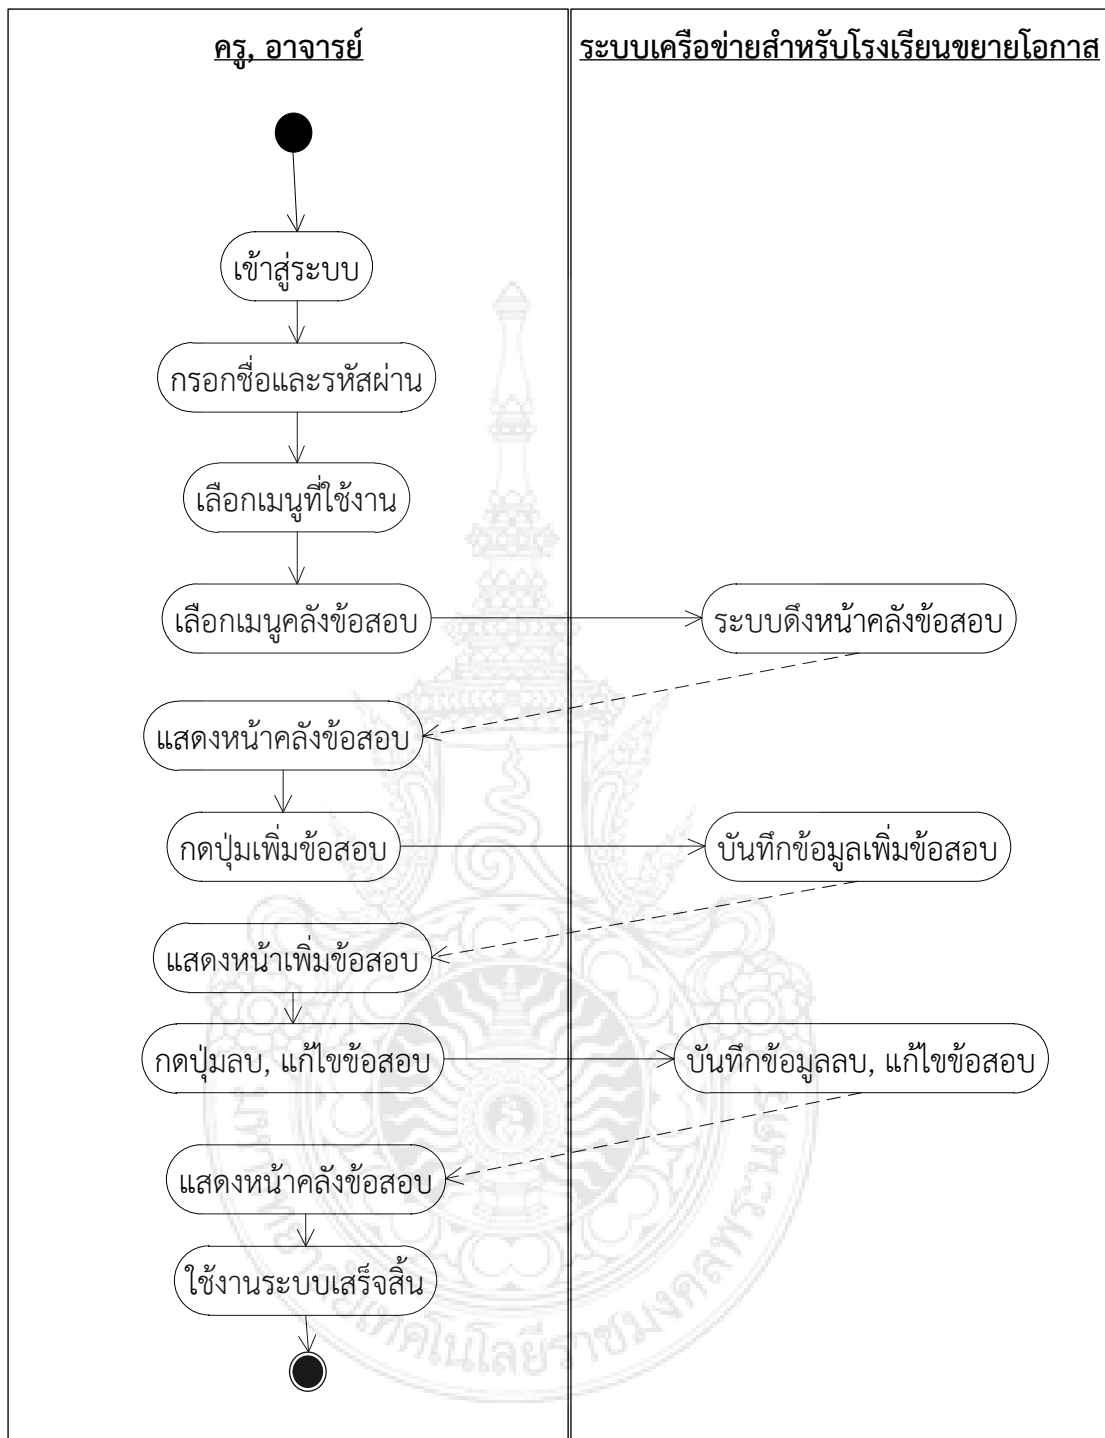 ครู, อาจารย์
ระบบเครือข่ายสำหรับโรงเรียนขยายโอกาส
เข้าสู่ระบบ
กรอกชื่อและรหัสผ่าน
เลือกเมนูที่ใช้งาน
เลือกเมนูคลังข้อสอบ
ระบบดึงหน้าคลังข้อสอบ
แสดงหน้าคลังข้อสอบ
กดปุ่มเพิ่มข้อสอบ
บันทึกข้อมูลเพิ่มข้อสอบ
แสดงหน้าเพิ่มข้อสอบ
กดปุ่มลบ, แก้ไขข้อสอบ
บันทึกข้อมูลลบ, แก้ไขข้อสอบ
แสดงหน้าคลังข้อสอบ
ใช้งานระบบเสร็จสิ้น